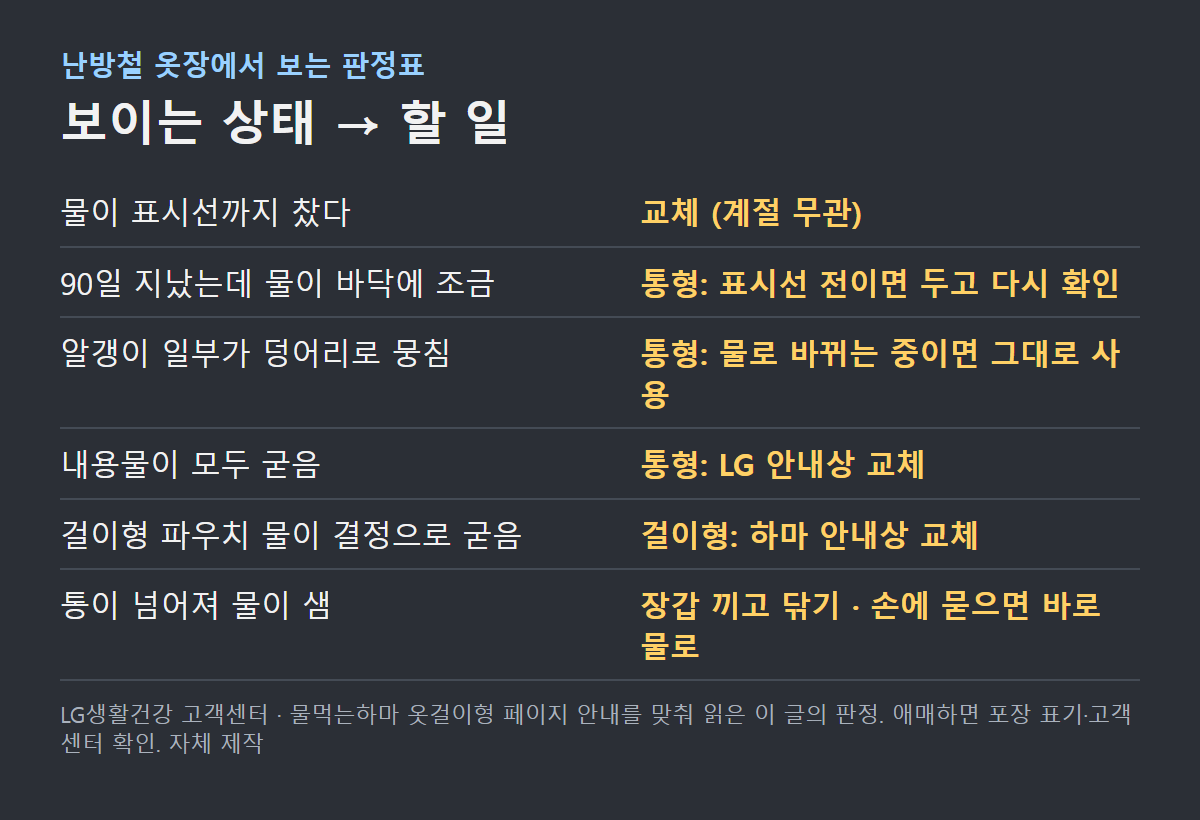 난방철 옷장에서 보는 판정표
보이는 상태 → 할 일
물이 표시선까지 찼다
교체 (계절 무관)
90일 지났는데 물이 바닥에 조금
통형: 표시선 전이면 두고 다시 확인
알갱이 일부가 덩어리로 뭉침
통형: 물로 바뀌는 중이면 그대로 사
용
내용물이 모두 굳음
통형: LG 안내상 교체
걸이형 파우치 물이 결정으로 굳음
걸이형: 하마 안내상 교체
통이 넘어져 물이 샘
장갑 끼고 닦기 · 손에 묻으면 바로
물로
LG생활건강 고객센터 · 물먹는하마 옷걸이형 페이지 안내를 맞춰 읽은 이 글의 판정. 애매하면 포장 표기·고객
센터 확인. 자체 제작